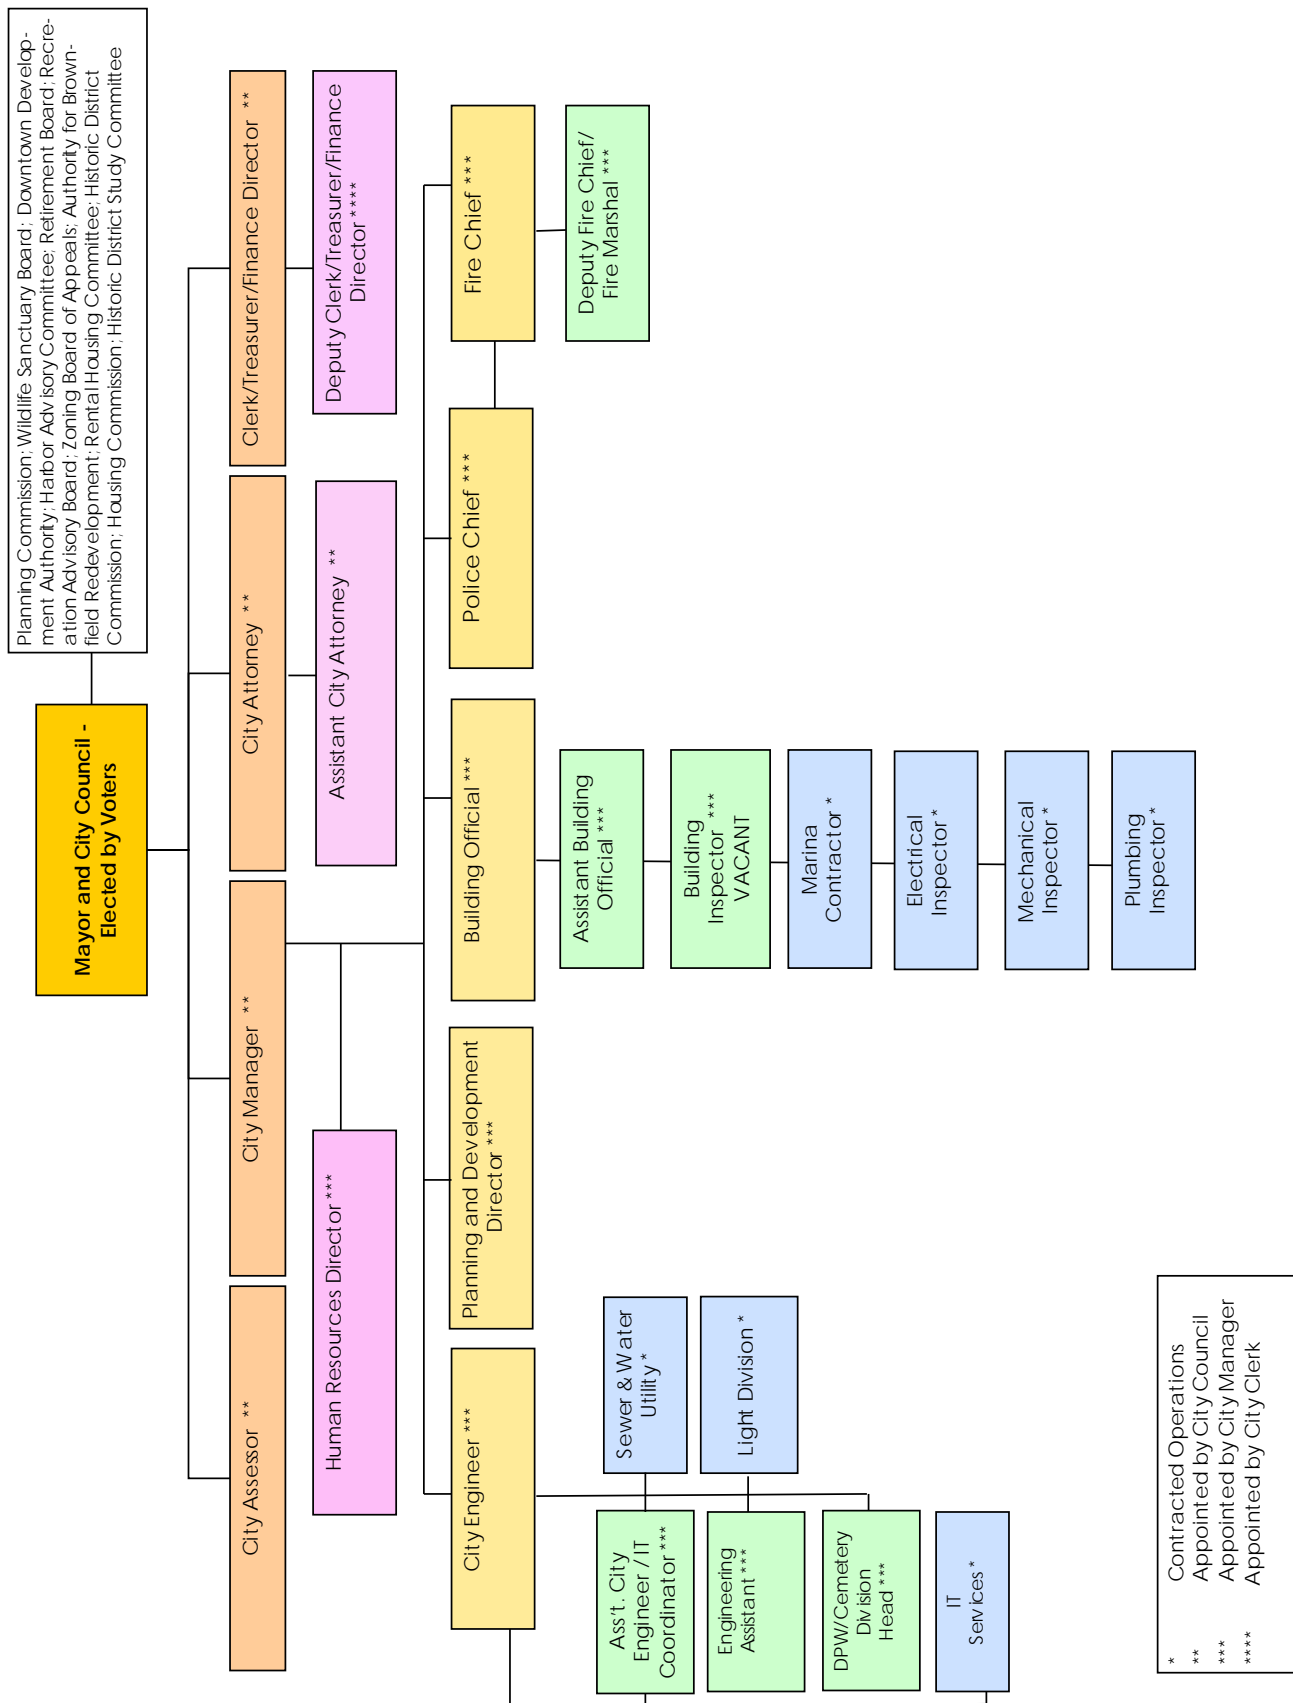 Mayor and City Council -
Elected by Voters
Planning Commission; Wildlife Sanctuary Board; Downtown Develop-
ment Authority; Harbor Advisory Committee; Retirement Board; Recre-
ation Advisory Board; Zoning Board of Appeals; Authority for Brown-
field Redevelopment; Rental Housing Committee; Historic District
Commission; Housing Commission; Historic District Study Committee
City Assessor **
City Manager **
City Attorney **
Clerk/Treasurer/Finance Director **
Human Resources Director ***
Assistant City Attorney **
Deputy Clerk/Treasurer/Finance
Director ****
City Engineer ***
Planning and Development
Director ***
Building Official ***
Police Chief ***
Fire Chief ***
Ass't. City
Engineer / IT
Coordinator ***
Sewer & Water
Utility *
Engineering
Assistant ***
Light Division *
DPW/Cemetery
Division
Head ***
IT
Services *
Assistant Building
Official ***
Building
Inspector ***
VACANT
Marina
Contractor *
Electrical
Inspector *
Mechanical
Inspector *
Plumbing
Inspector *
Deputy Fire Chief/
Fire Marshal ***
* Contracted Operations
** Appointed by City Council
*** Appointed by City Manager
**** Appointed by City Clerk